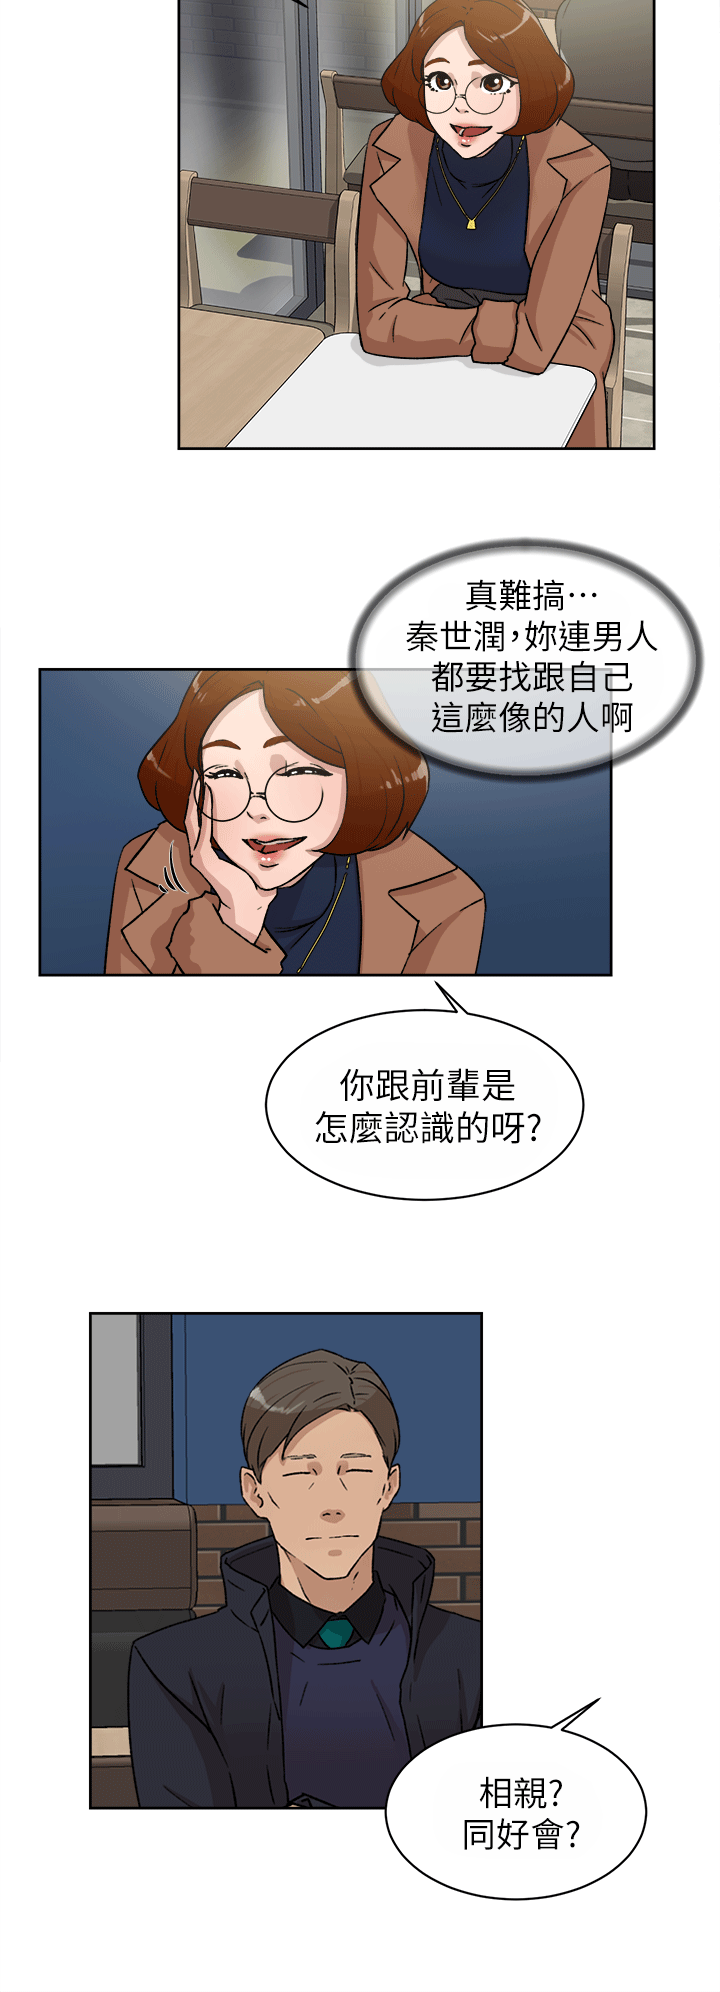 真難搞⋯
秦世潤，妳連男人
都要找跟自己
這麼像的人啊
你跟前輩是
怎麼認識的呀?
相親?
同好會?